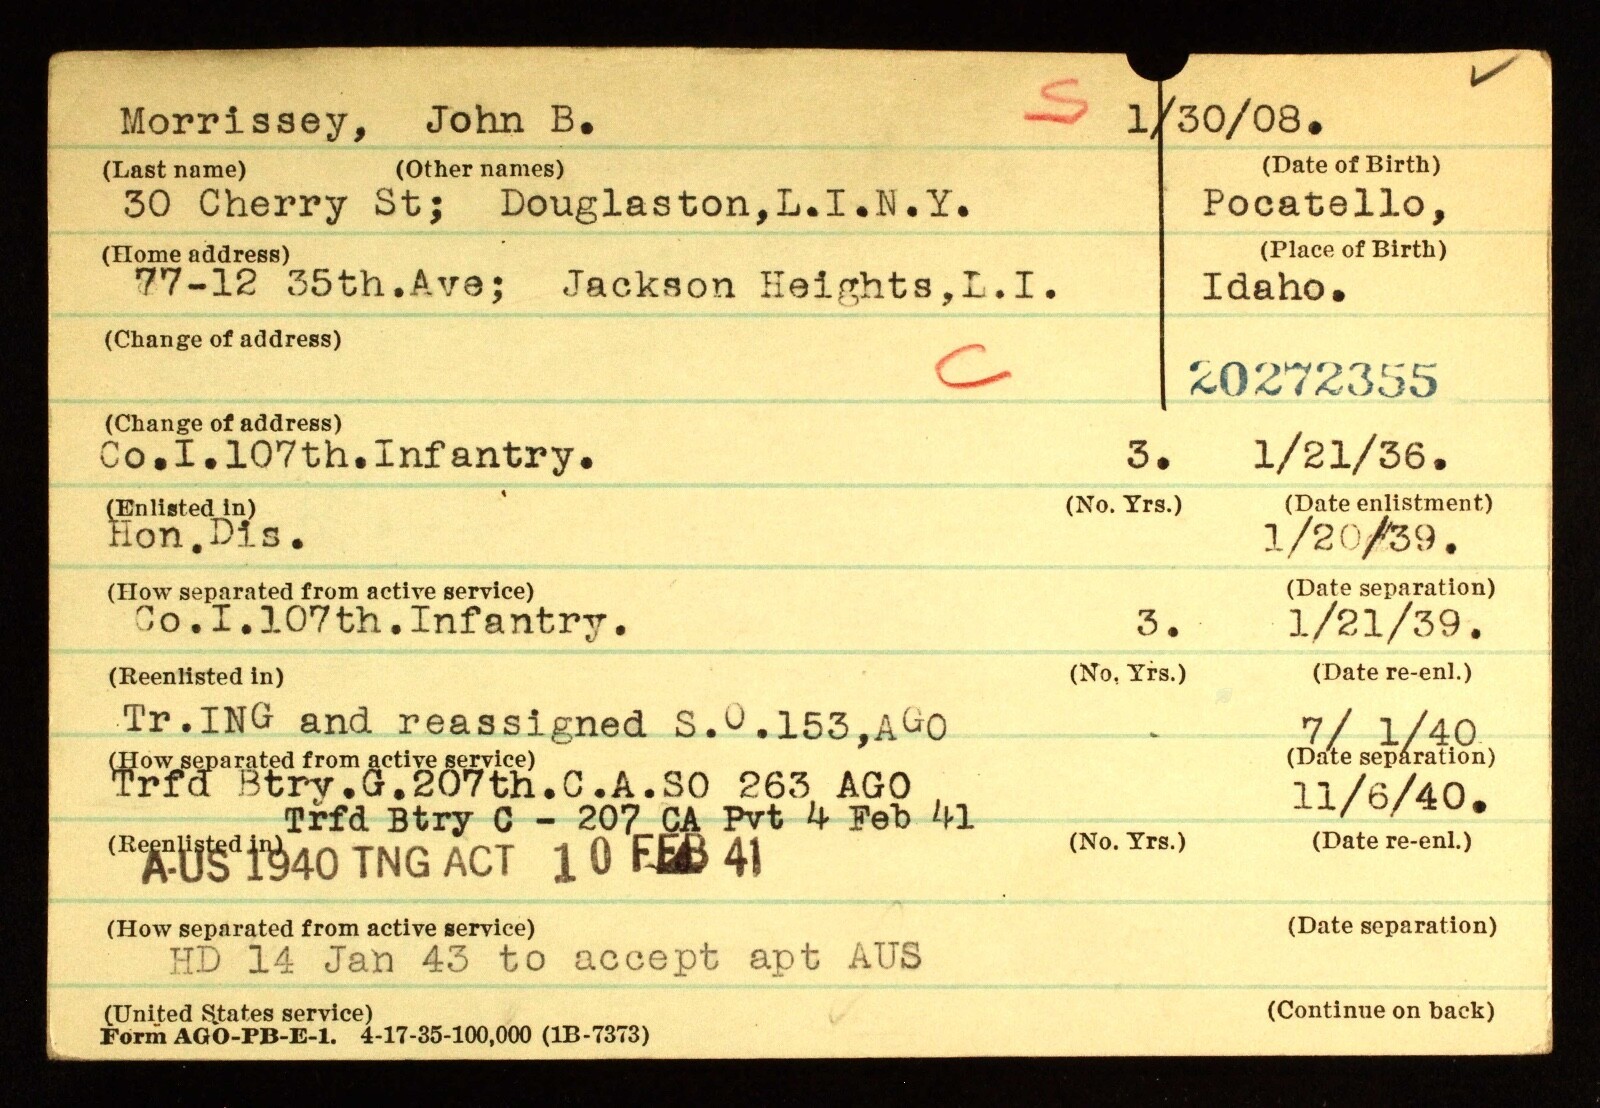 S
Morrissey, John B. 1/30/08.
(Last name) (Other names) (Date of Birth)
30 Cherry St; Douglaston,L.I.N.Y. Pocatello,
(Home address) (Place of Birth)
77-12 35th.Ave; Jackson Heights,L.I. Idaho.
(Change of address)
C
20272355
(Change of address)
Co.I.107th.Infantry. 3. 1/21/36.
(Enlisted in) (No. Yrs.) (Date enlistment)
Hon.Dis. 1/20/39.
(How separated from active service) (Date separation)
Co.I.107th.Infantry. 3. 1/21/39.
(Reenlisted in) (No. Yrs.) (Date re-enl.)
Tr.ING and reassigned S.O.153,AGO 7/ 1/40
(How separated from active service) (Date separation)
Trfd Btry.G.207th.C.A.SO 263 AGO 11/6/40.
Trfd Btry C - 207 CA Pvt 4 Feb 41
(Reenlisted in) (No. Yrs.) (Date re-enl.)
A-US 1940 TNG ACT 10 FEB 41
(How separated from active service) (Date separation)
HD 14 Jan 43 to accept apt AUS
(United States service) (Continue on back)
Form AGO-PB-E-1. 4-17-35-100,000 (1B-7373)